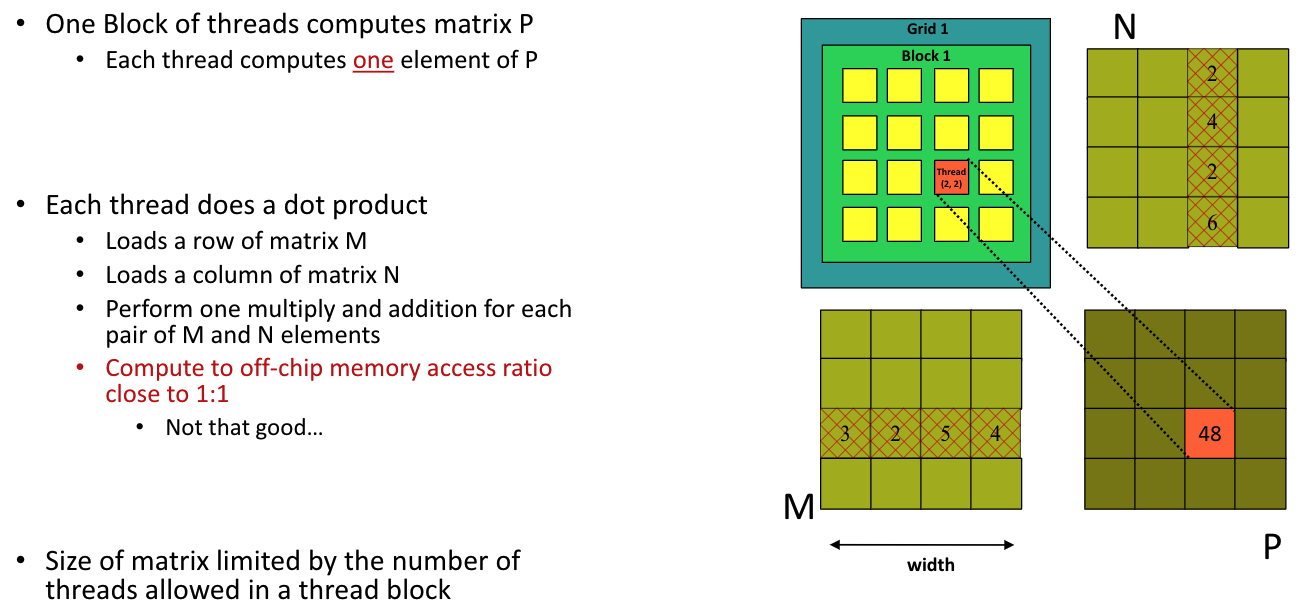 • One Block of threads computes matrix P
• Each thread computes one element of P
• Each thread does a dot product
• Loads a row of matrix M
• Loads a column of matrix N
• Perform one multiply and addition for each
pair of M and N elements
• Compute to off-chip memory access ratio
close to 1:1
• Not that good…
• Size of matrix limited by the number of
threads allowed in a thread block
Grid 1
Block 1
Thread
(2, 2)
N
2
4
2
6
3 2 5 4
M
width
48
P